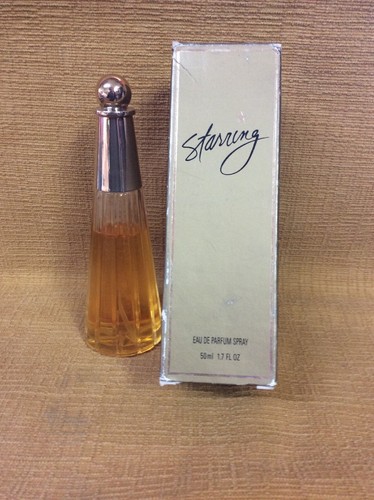 Starring
EAU DE PARFUM SPRAY
50ml 1.7 FL OZ